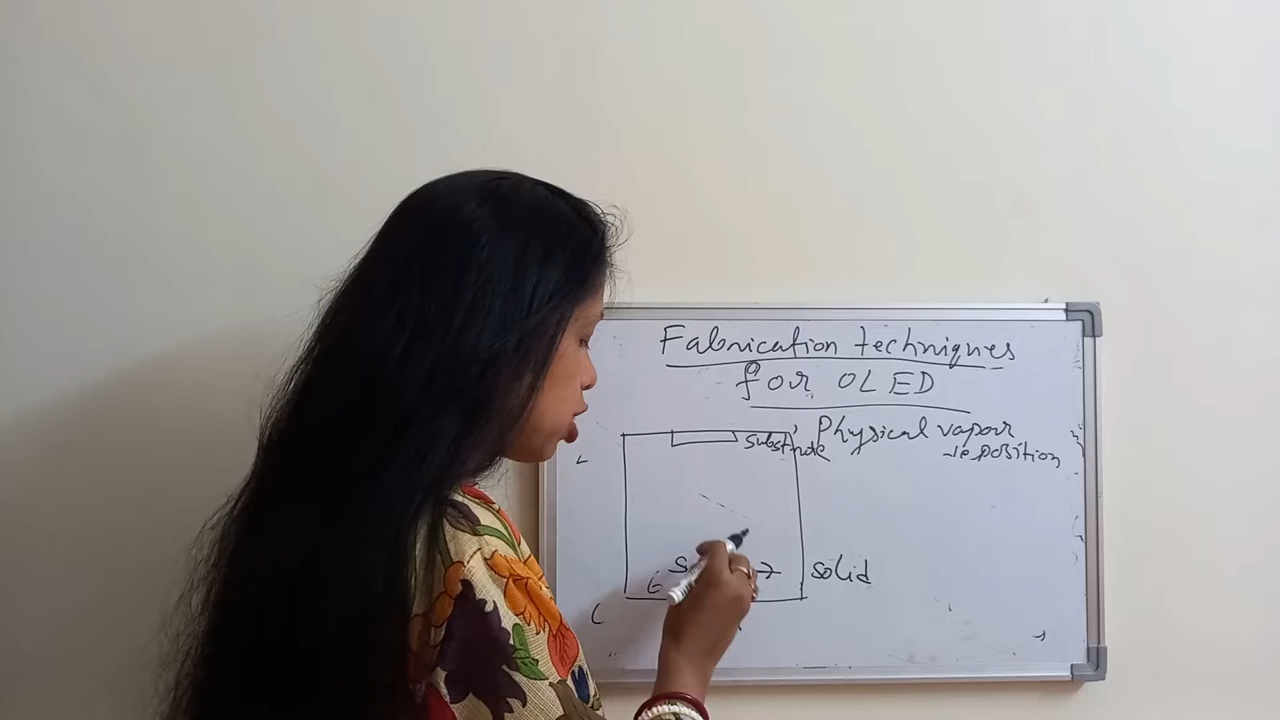 Fabrication techniques
for OLED
Physical vapour
deposition
substrate
solid